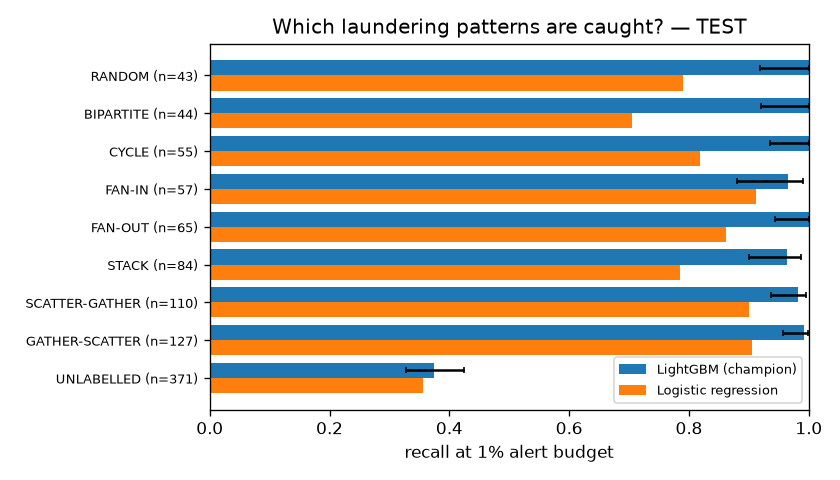 Which laundering patterns are caught? — TEST
RANDOM (n=43)
BIPARTITE (n=44)
CYCLE (n=55)
FAN-IN (n=57)
FAN-OUT (n=65)
STACK (n=84)
SCATTER-GATHER (n=110)
GATHER-SCATTER (n=127)
UNLABELLED (n=371)
LightGBM (champion)
Logistic regression
0.0 0.2 0.4 0.6 0.8 1.0
recall at 1% alert budget